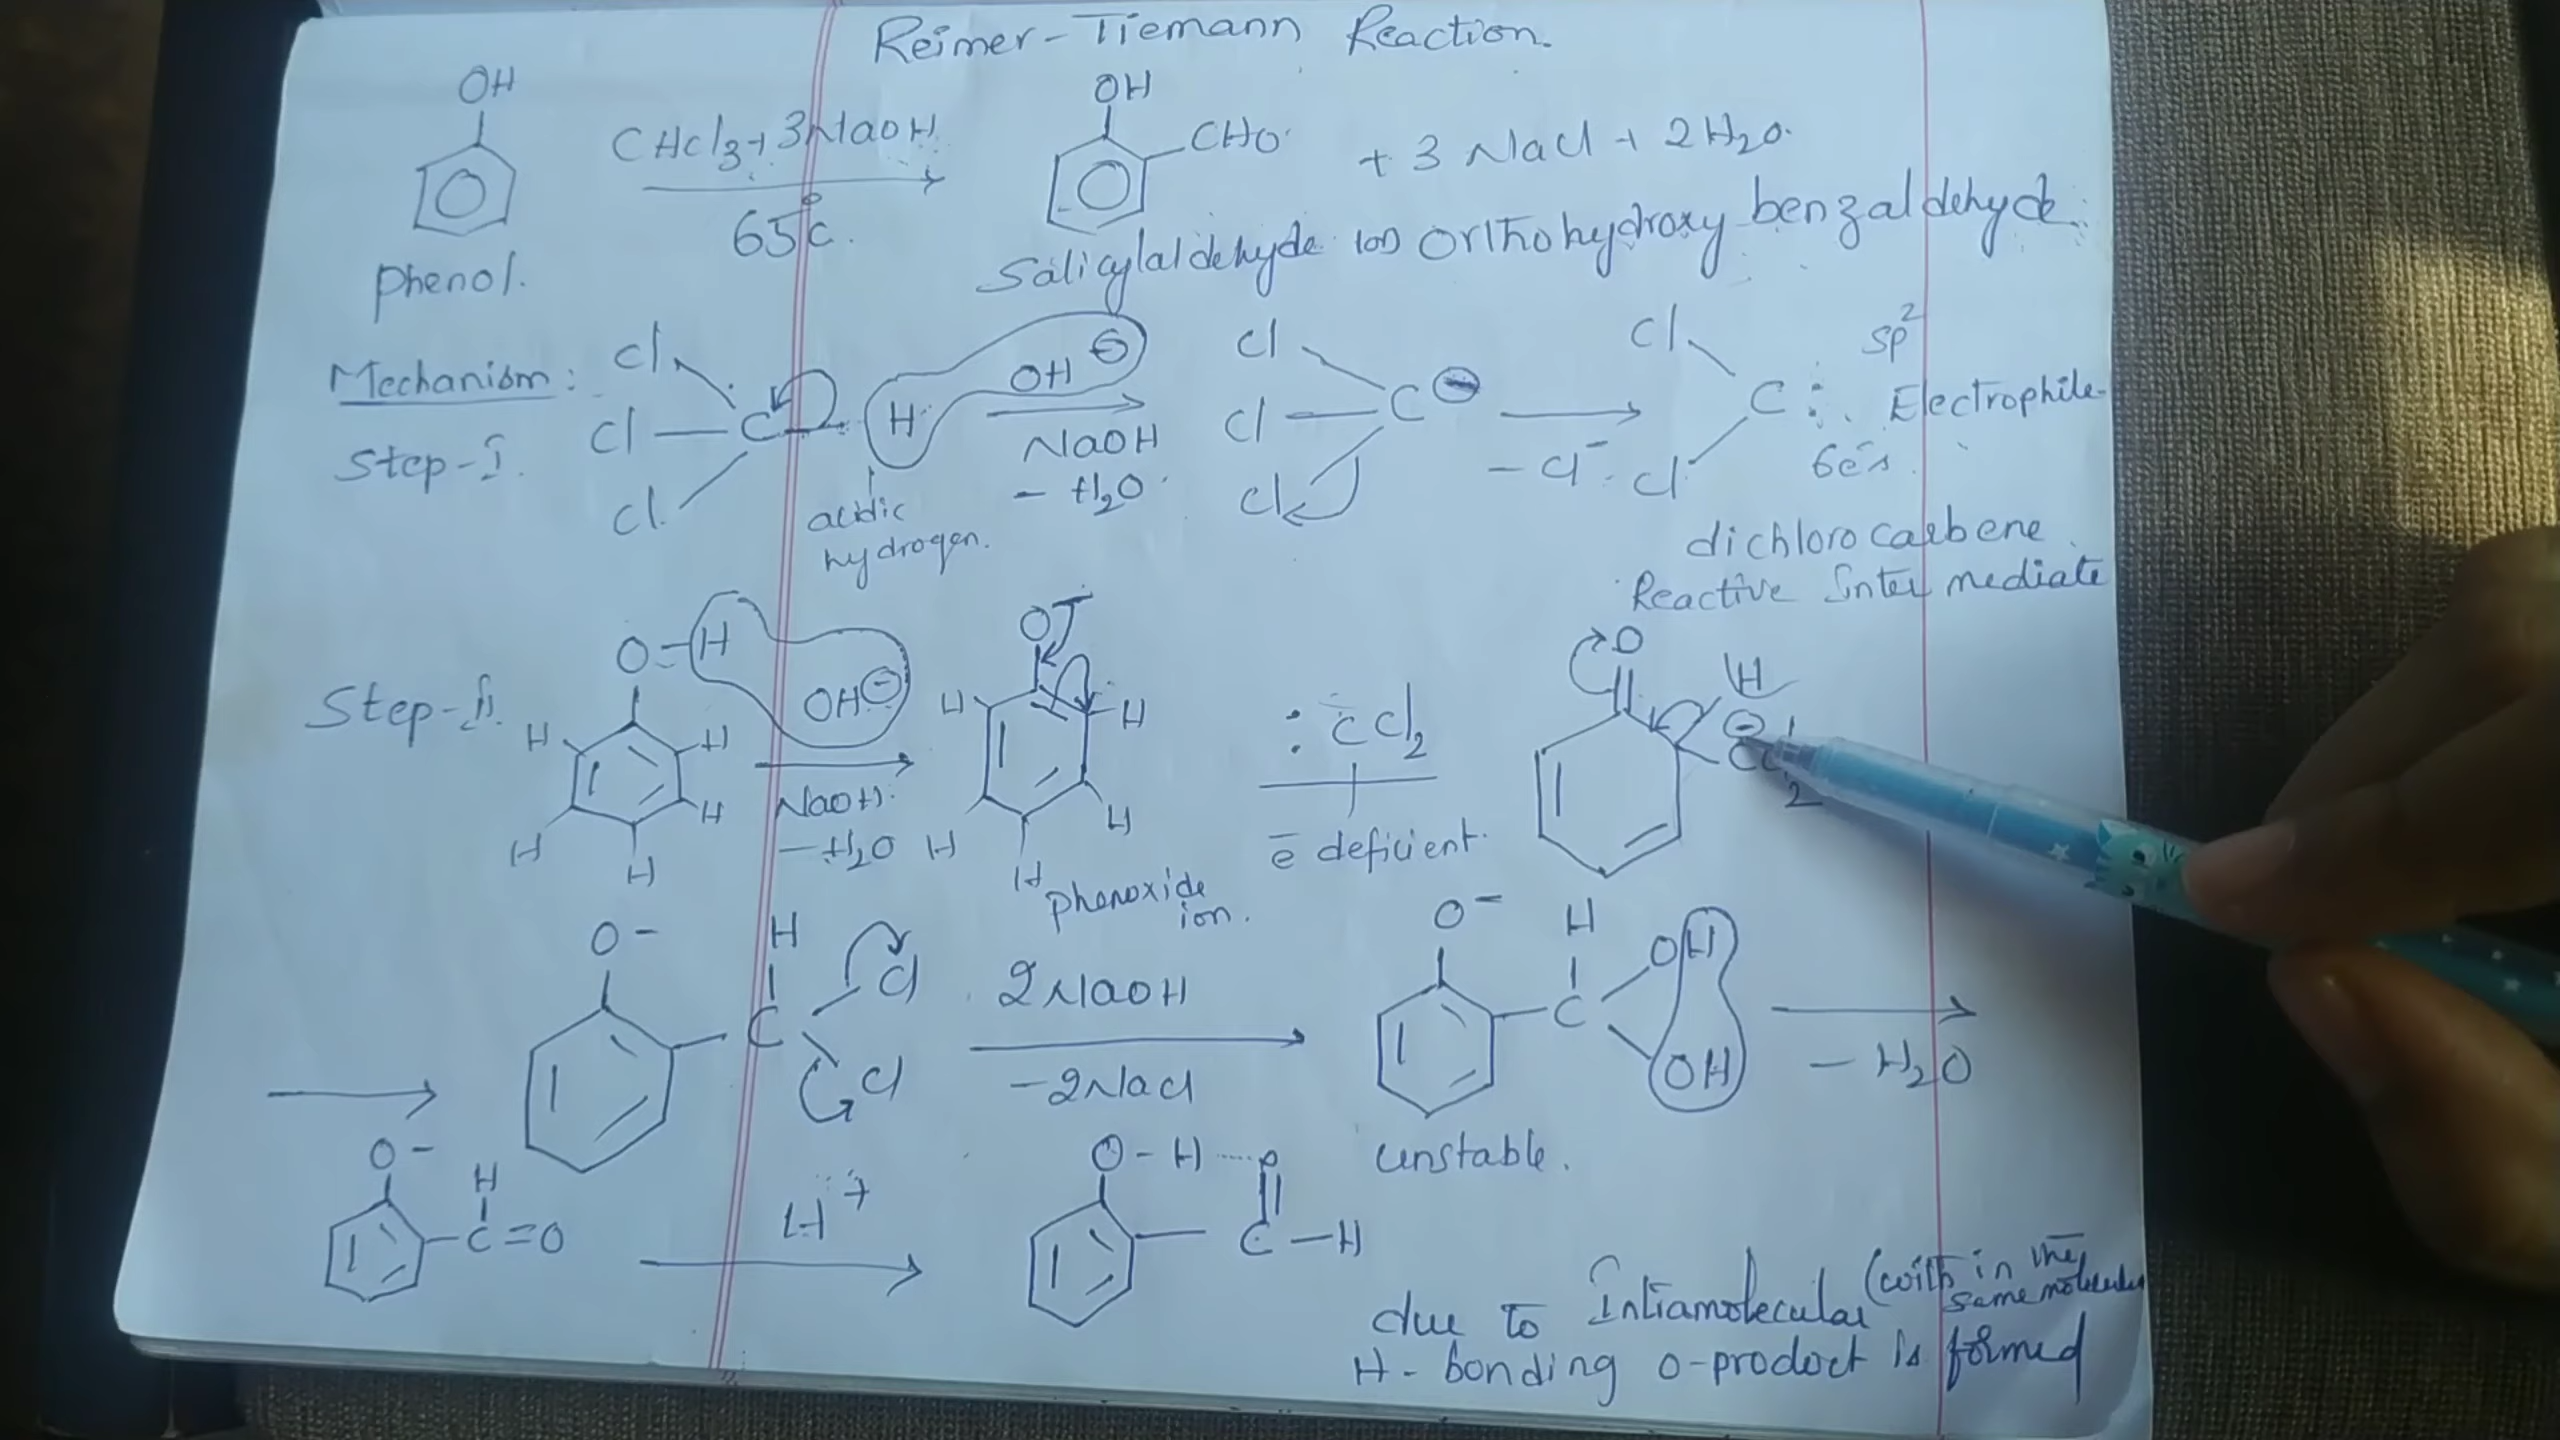 Reimer-Tiemann Reaction.
OH
CHCl3 + 3NaOH
65°C.
OH
CHO
+ 3 NaCl + 2H2O.
Phenol.
Salicylaldehyde (or) Orthohydroxy benzaldehyde.
Mechanism:
Step-I.
Cl
Cl
Cl
C
H
acidic
hydrogen.
OH⊖
NaOH
- H2O.
Cl
Cl
Cl
C⊖
- Cl-
Cl
Cl
C:
sp2
Electrophile
6e-s.
dichlorocarbene
Reactive Intermediate
Step-II.
O-H
OH⊖
H
H
H
H
H
NaOH.
- H2O
O-
H
H
H
H
H
Phenoxide
ion.
:CCl2
e- deficient.
O
H
⊖
CCl2
O-
H
C
Cl
Cl
2NaOH
-2NaCl
O-
H
C
OH
OH
unstable.
- H2O
O-
H
C=O
H+
O-H.....O
C-H
due to Intramolecular (with in the
same molecule
H-bonding o-product is formed